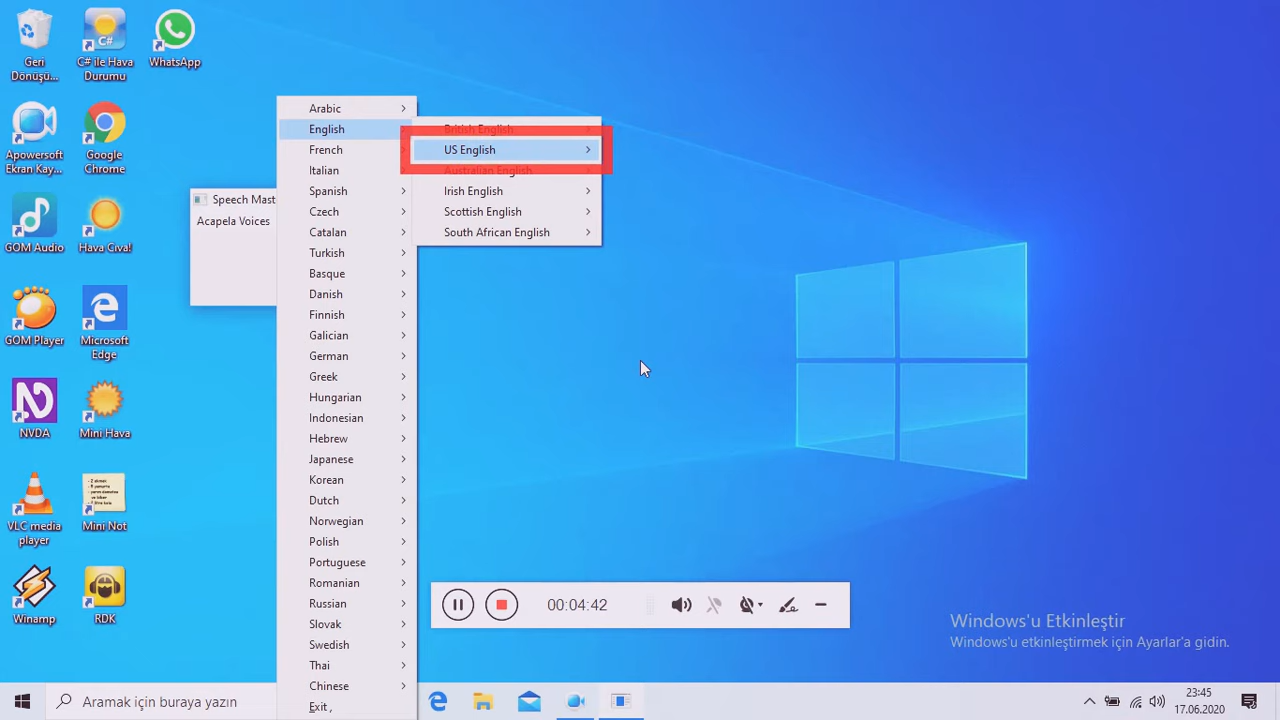 Geri
Dönüşü...
C# ile Hava
Durumu
WhatsApp
Apowersoft
Ekran Kay...
Google
Chrome
GOM Audio
Hava Cıva!
GOM Player
Microsoft
Edge
NVDA
Mini Hava
VLC media
player
Mini Not
Winamp
RDK
Speech Mast
Acapela Voices
Arabic
English
French
Italian
Spanish
Czech
Catalan
Turkish
Basque
Danish
Finnish
Galician
German
Greek
Hungarian
Indonesian
Hebrew
Japanese
Korean
Dutch
Norwegian
Polish
Portuguese
Romanian
Russian
Slovak
Swedish
Thai
Chinese
Exit ,
British English
US English
Australian English
Irish English
Scottish English
South African English
00:04:42
Windows'u Etkinleştir
Windows'u etkinleştirmek için Ayarlar'a gidin.
Aramak için buraya yazın
23:45
17.06.2020